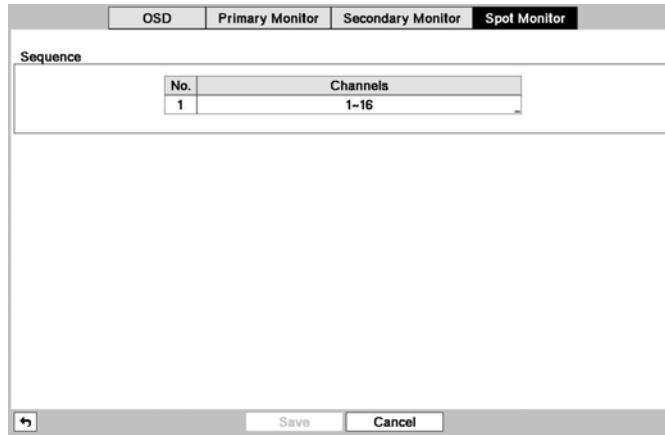 OSD Primary Monitor Secondary Monitor Spot Monitor
Sequence
No. Channels
1 1~16
Save Cancel